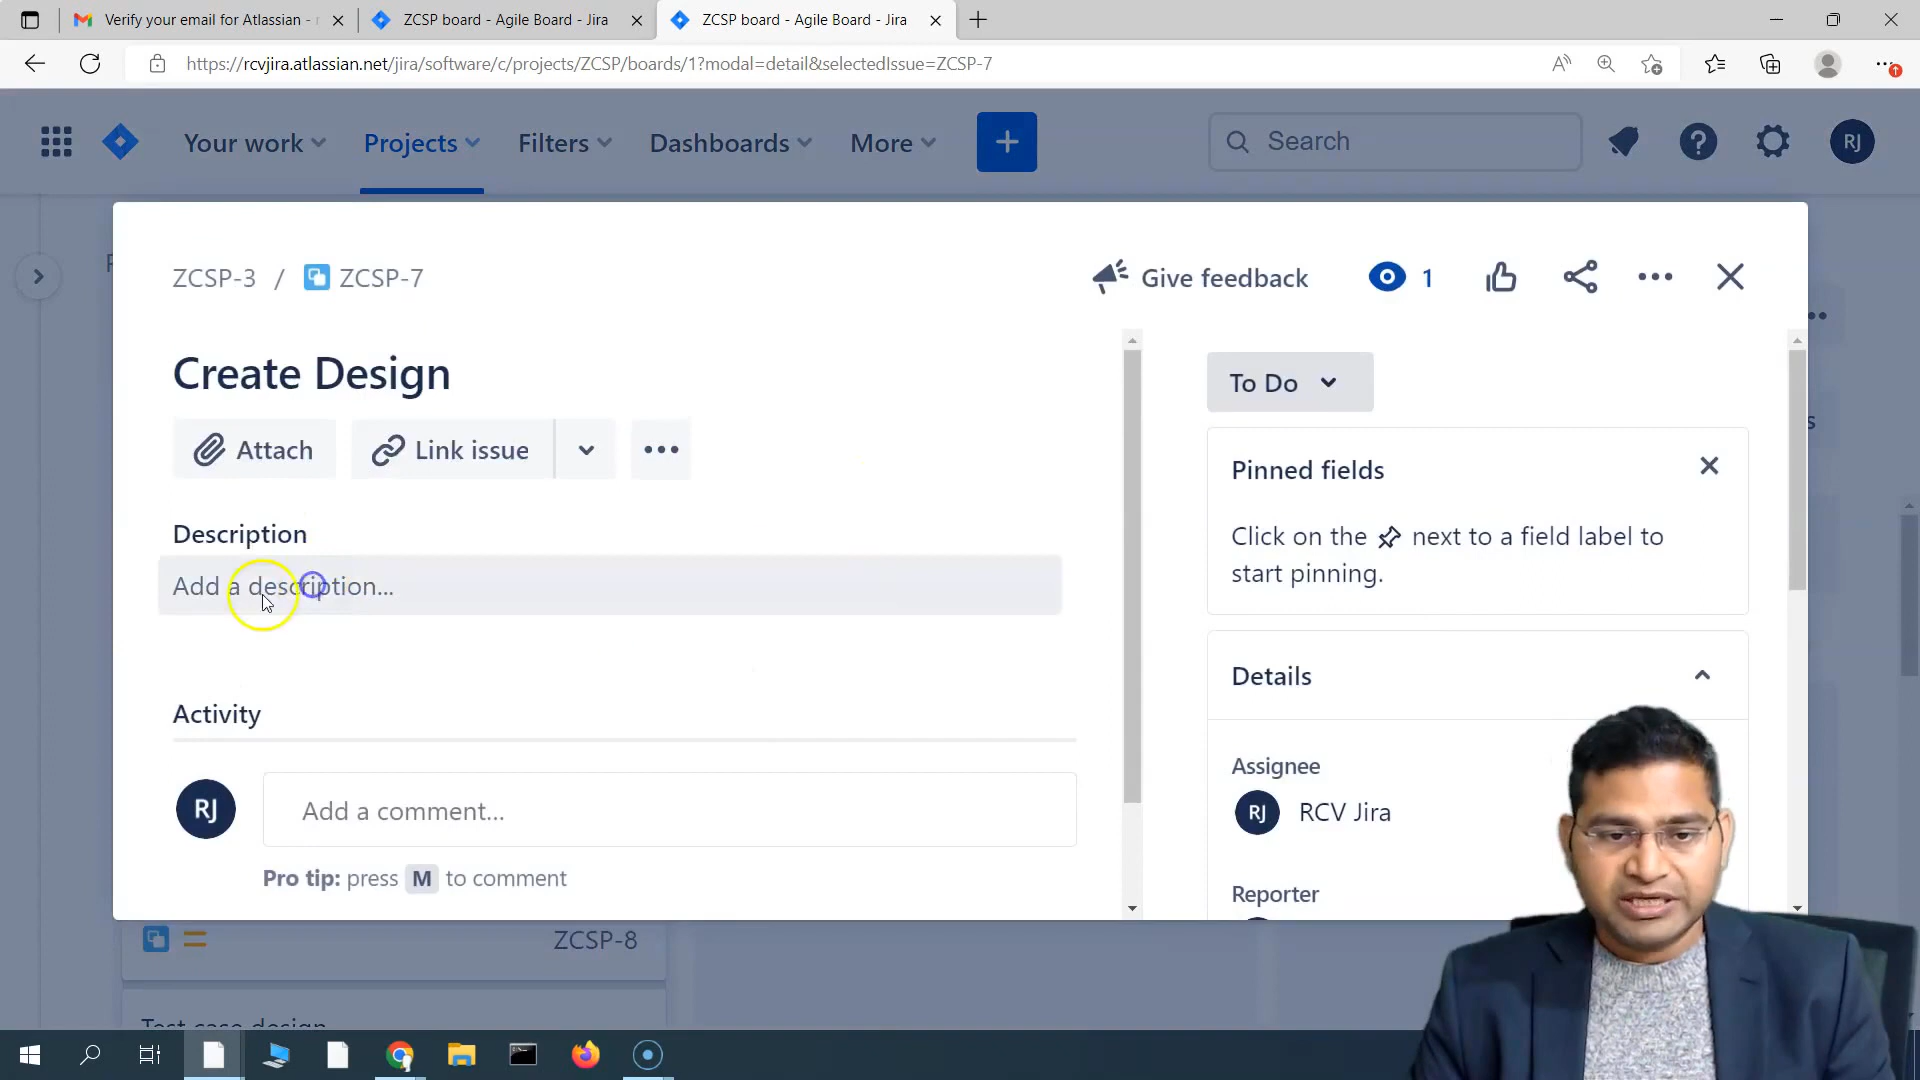 Verify your email for Atlassian -
ZCSP board - Agile Board - Jira
ZCSP board - Agile Board - Jira
https://rcvjira.atlassian.net/jira/software/c/projects/ZCSP/boards/1?modal=detail&selectedIssue=ZCSP-7
Your work
Projects
Filters
Dashboards
More
Search
RJ
ZCSP-3 / ZCSP-7
Give feedback
1
Create Design
To Do
Attach
Link issue
Pinned fields
Click on the next to a field label to
start pinning.
Description
Add a description...
Details
Activity
Assignee
RJ
Add a comment...
RJ
RCV Jira
Pro tip: press M to comment
Reporter
ZCSP-8
Test case design